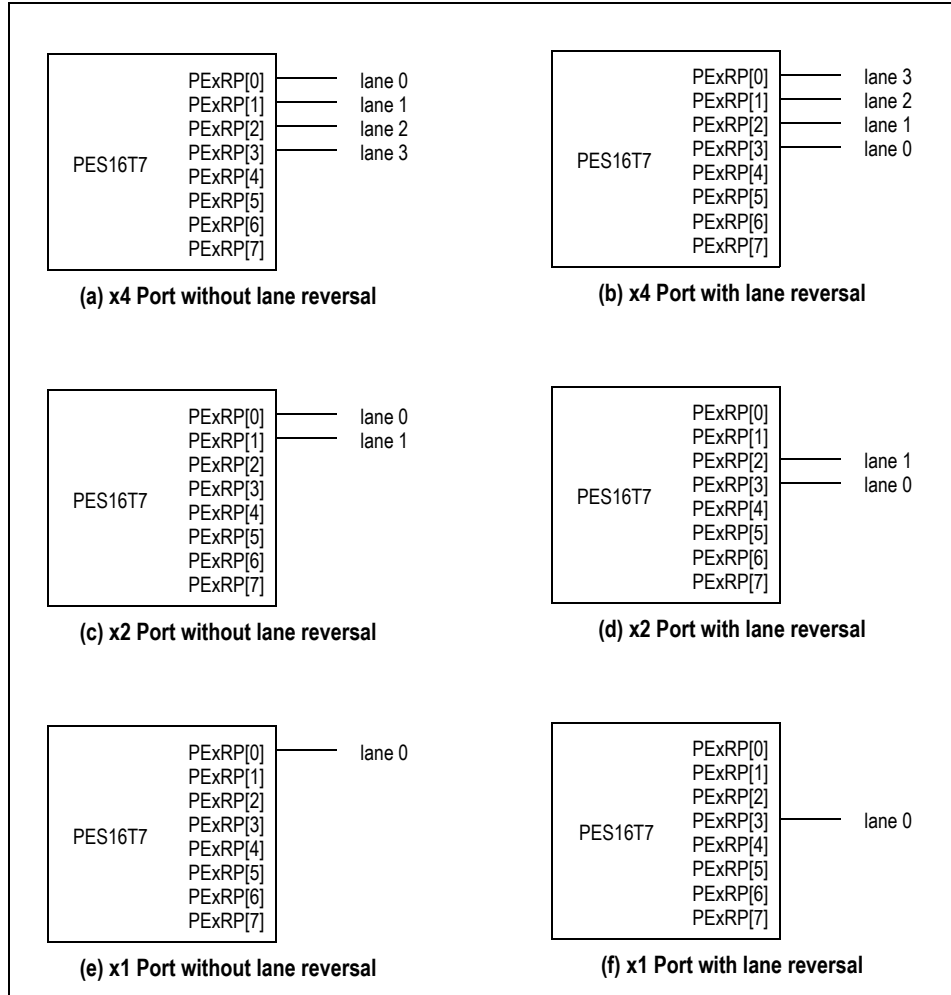 PES16T7
PExRP[0]
PExRP[1]
PExRP[2]
PExRP[3]
PExRP[4]
PExRP[5]
PExRP[6]
PExRP[7]
lane 0
lane 1
lane 2
lane 3
(a) x4 Port without lane reversal
PES16T7
PExRP[0]
PExRP[1]
PExRP[2]
PExRP[3]
PExRP[4]
PExRP[5]
PExRP[6]
PExRP[7]
lane 3
lane 2
lane 1
lane 0
(b) x4 Port with lane reversal
PES16T7
PExRP[0]
PExRP[1]
PExRP[2]
PExRP[3]
PExRP[4]
PExRP[5]
PExRP[6]
PExRP[7]
lane 0
lane 1
(c) x2 Port without lane reversal
PES16T7
PExRP[0]
PExRP[1]
PExRP[2]
PExRP[3]
PExRP[4]
PExRP[5]
PExRP[6]
PExRP[7]
lane 1
lane 0
(d) x2 Port with lane reversal
PES16T7
PExRP[0]
PExRP[1]
PExRP[2]
PExRP[3]
PExRP[4]
PExRP[5]
PExRP[6]
PExRP[7]
lane 0
(e) x1 Port without lane reversal
PES16T7
PExRP[0]
PExRP[1]
PExRP[2]
PExRP[3]
PExRP[4]
PExRP[5]
PExRP[6]
PExRP[7]
lane 0
(f) x1 Port with lane reversal